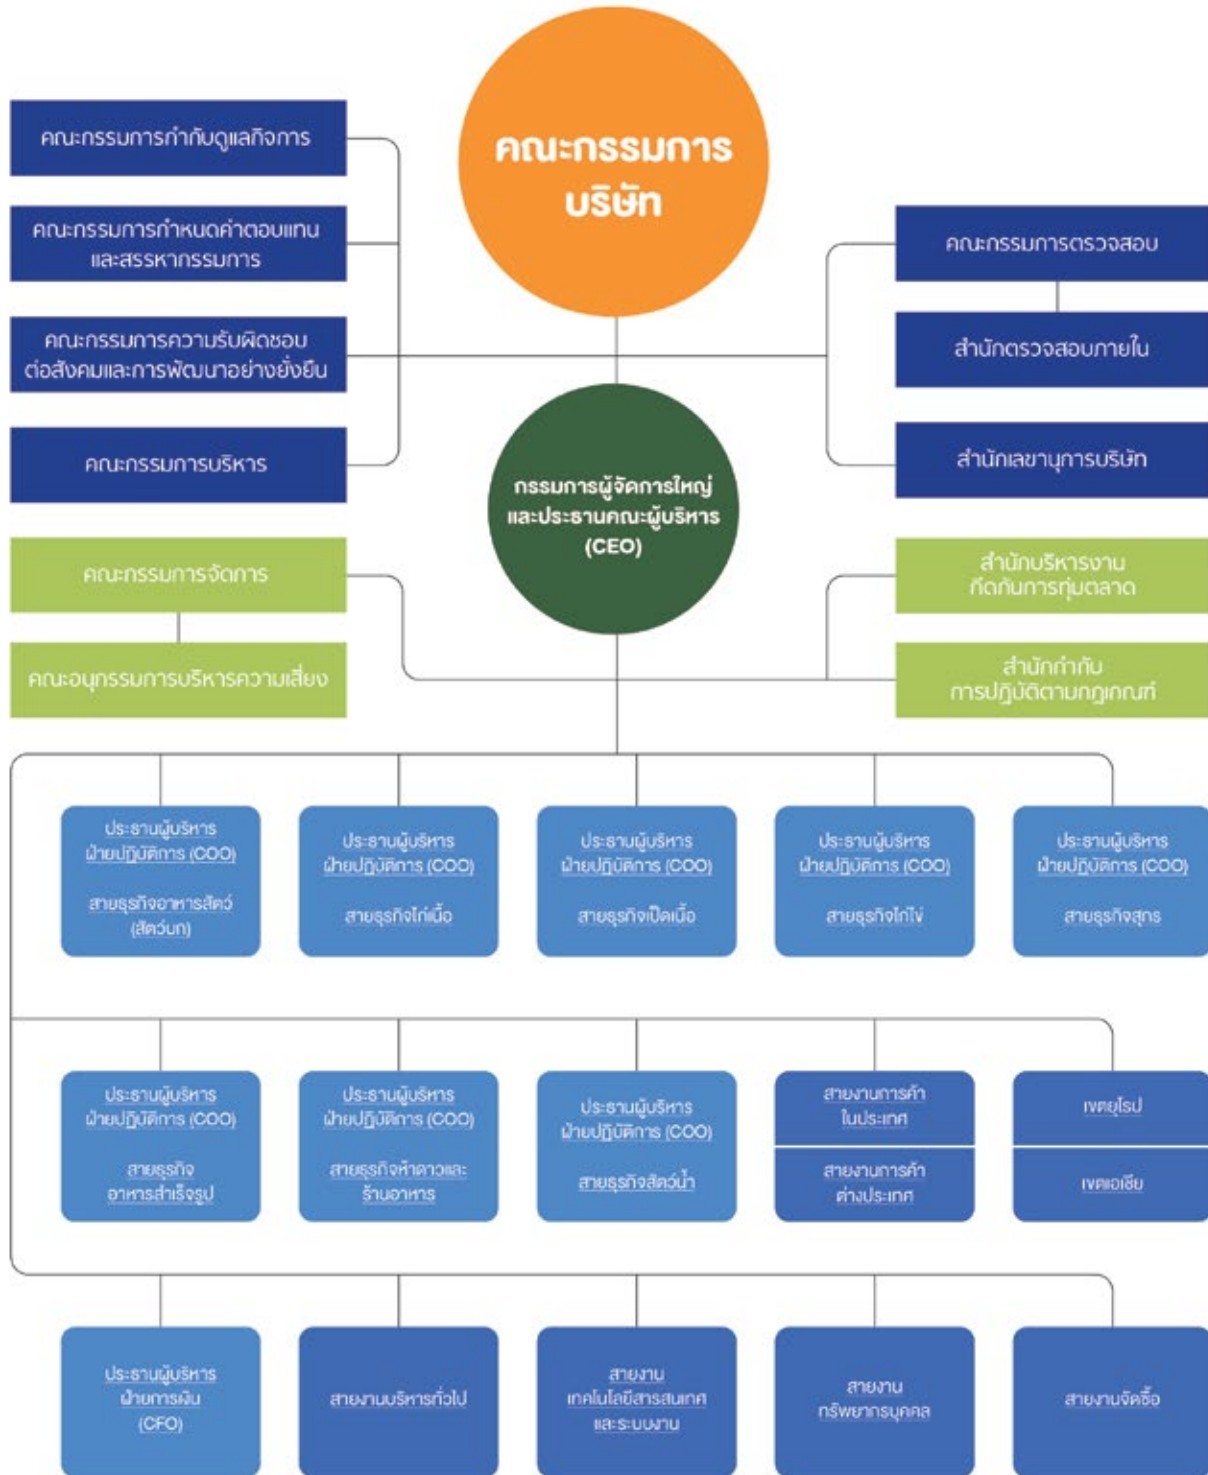 คณะกรรมการ
บริษัท
คณะกรรมการกำกับดูแลกิจการ
คณะกรรมการกำหนดค่าตอบแทน
และสรรหากรรมการ
คณะกรรมการความรับผิดชอบ
ต่อสังคมและการพัฒนาอย่างยั่งยืน
คณะกรรมการบริหาร
คณะกรรมการตรวจสอบ
สำนักตรวจสอบภายใน
สำนักเลขานุการบริษัท
กรรมการผู้จัดการใหญ่
และประธานคณะผู้บริหาร
(CEO)
คณะกรรมการจัดการ
คณะอนุกรรมการบริหารความเสี่ยง
สำนักบริหารงาน
กีดกันการทุ่มตลาด
สำนักกำกับ
การปฏิบัติตามกฎเกณฑ์
ประธานผู้บริหาร
ฝ่ายปฏิบัติการ (COO)
สายธุรกิจอาหารสัตว์
(สัตว์บก)
ประธานผู้บริหาร
ฝ่ายปฏิบัติการ (COO)
สายธุรกิจไก่เนื้อ
ประธานผู้บริหาร
ฝ่ายปฏิบัติการ (COO)
สายธุรกิจเป็ดเนื้อ
ประธานผู้บริหาร
ฝ่ายปฏิบัติการ (COO)
สายธุรกิจไก่ไข่
ประธานผู้บริหาร
ฝ่ายปฏิบัติการ (COO)
สายธุรกิจสุกร
ประธานผู้บริหาร
ฝ่ายปฏิบัติการ (COO)
สายธุรกิจ
อาหารสำเร็จรูป
ประธานผู้บริหาร
ฝ่ายปฏิบัติการ (COO)
สายธุรกิจห้าดาวและ
ร้านอาหาร
ประธานผู้บริหาร
ฝ่ายปฏิบัติการ (COO)
สายธุรกิจสัตว์น้ำ
สายงานการค้า
ในประเทศ
สายงานการค้า
ต่างประเทศ
เขตยุโรป
เขตเอเชีย
ประธานผู้บริหาร
ฝ่ายการเงิน
(CFO)
สายงานบริหารทั่วไป
สายงาน
เทคโนโลยีสารสนเทศ
และระบบงาน
สายงาน
ทรัพยากรบุคคล
สายงานจัดซื้อ